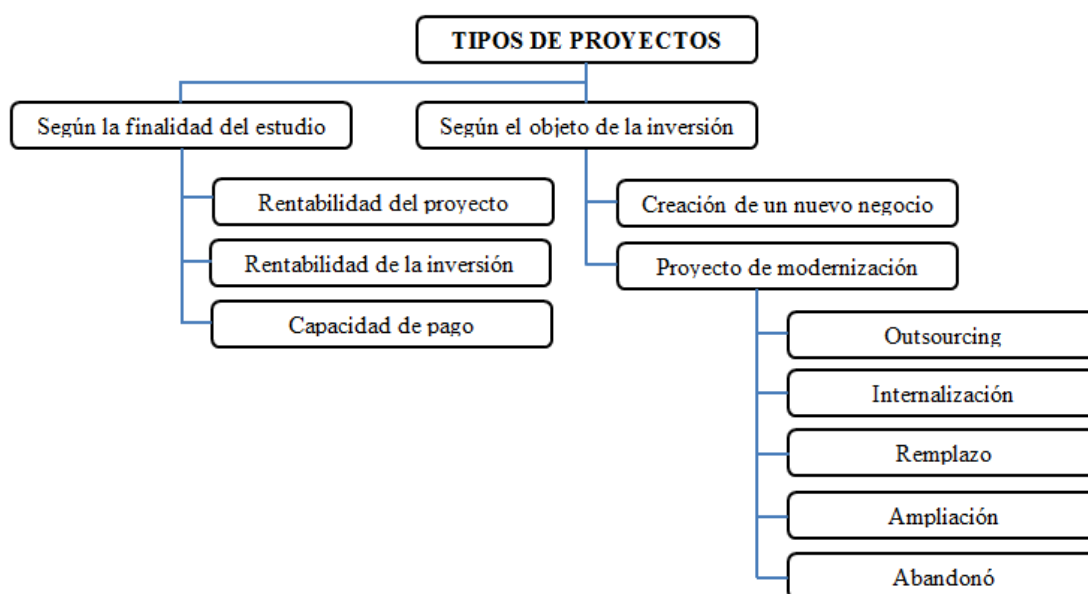 TIPOS DE PROYECTOS
Según la finalidad del estudio
Según el objeto de la inversión
Rentabilidad del proyecto
Creación de un nuevo negocio
Rentabilidad de la inversión
Proyecto de modernización
Capacidad de pago
Outsourcing
Internalización
Remplazo
Ampliación
Abandonó